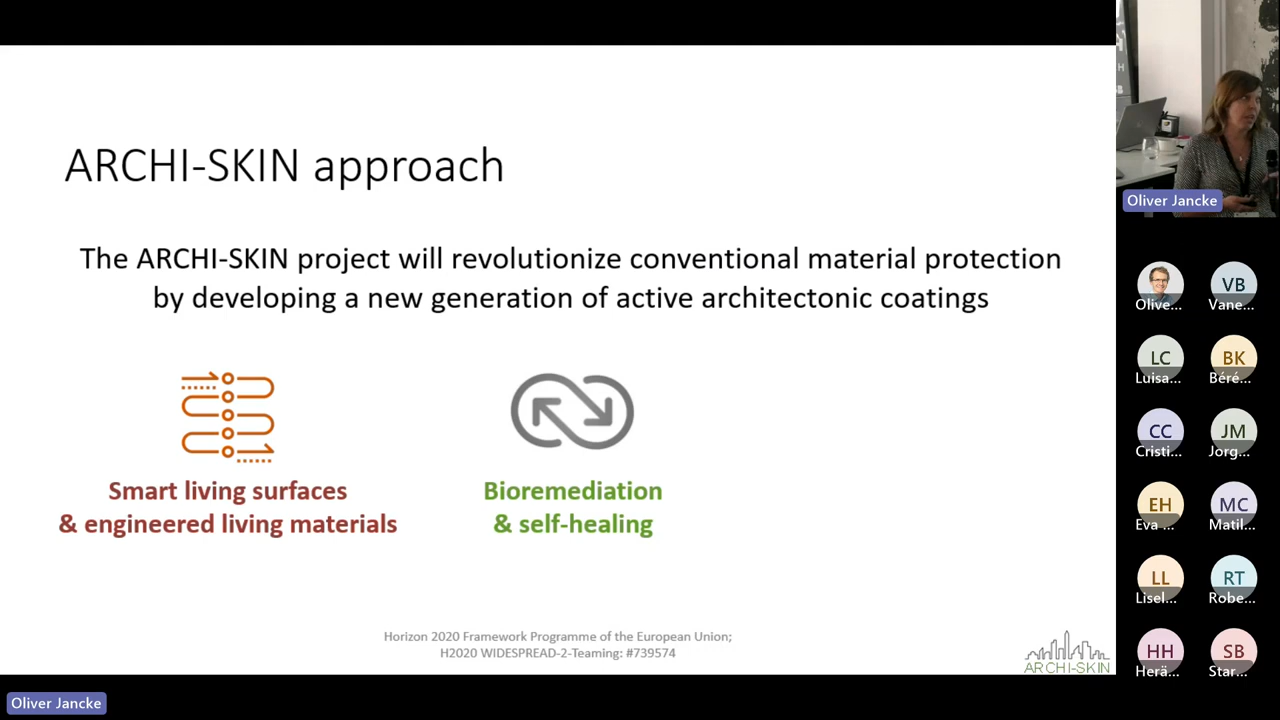 ARCHI-SKIN approach
The ARCHI-SKIN project will revolutionize conventional material protection
by developing a new generation of active architectonic coatings
Smart living surfaces
& engineered living materials
Bioremediation
& self-healing
Horizon 2020 Framework Programme of the European Union;
H2020 WIDESPREAD-2-Teaming: #739574
ARCHI-SKIN
Oliver Jancke
Oliver Jancke
Olive...
VB
Vane...
LC
Luisa...
BK
Béré...
CC
Cristi...
JM
Jorg...
EH
Eva ...
MC
Matil...
LL
Lisel...
RT
Robe...
HH
Herä...
SB
Star...